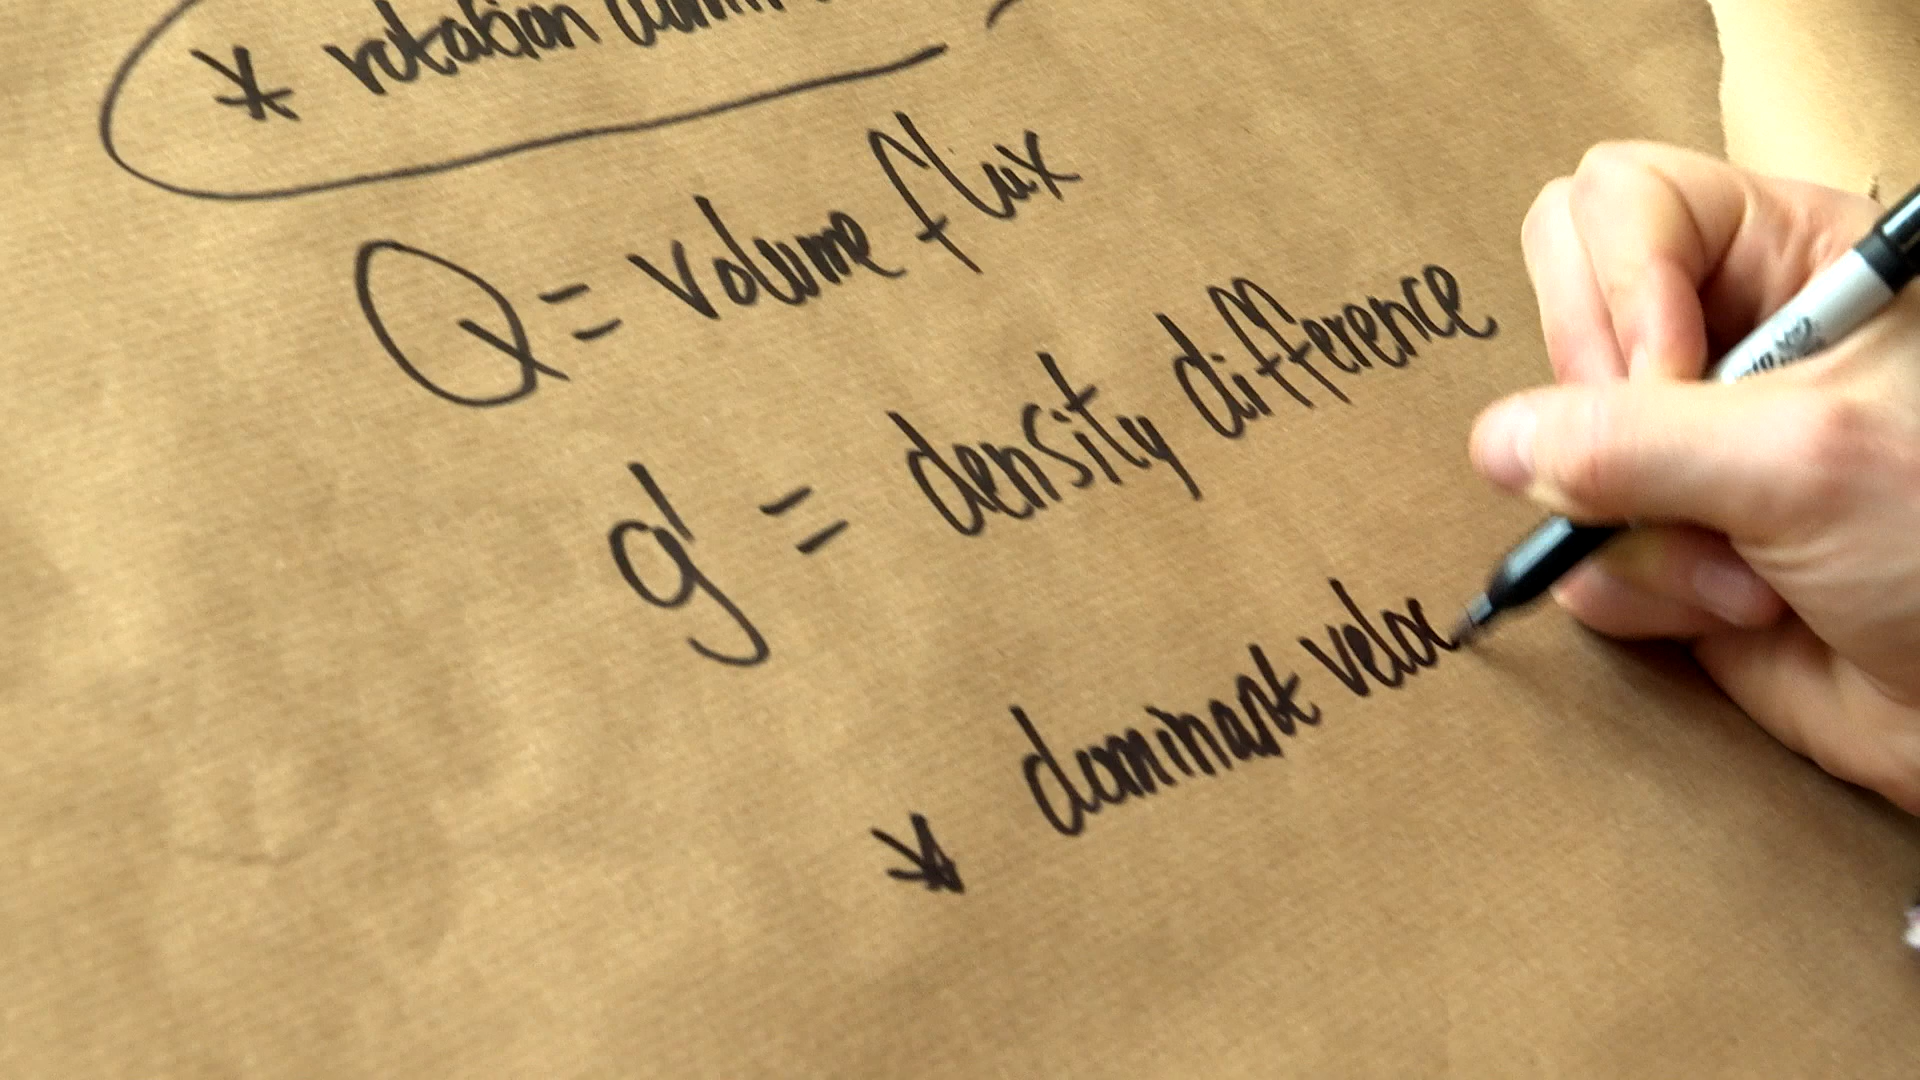 * rotation
Q = volume flux
g' = density difference
* dominant veloc